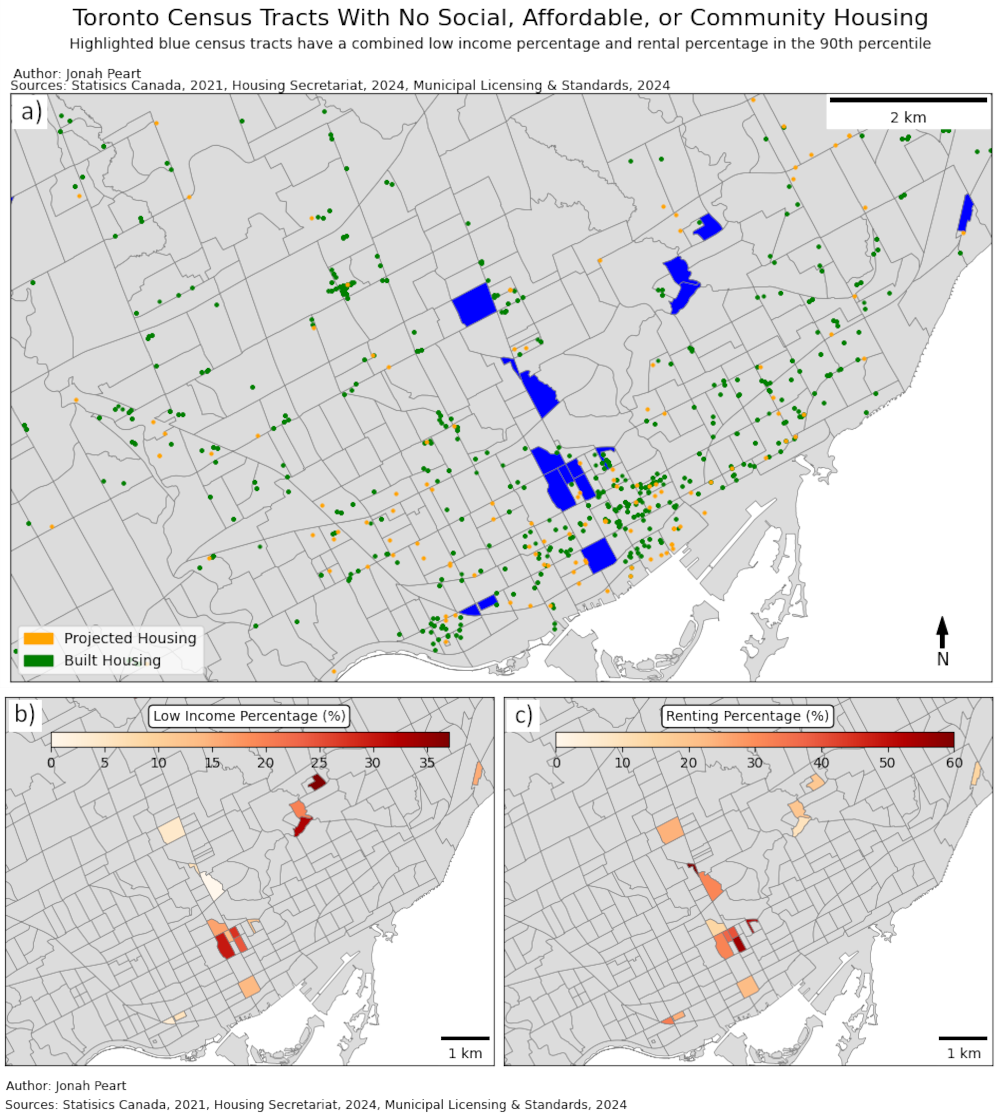 Toronto Census Tracts With No Social, Affordable, or Community Housing
Highlighted blue census tracts have a combined low income percentage and rental percentage in the 90th percentile
Author: Jonah Peart
Sources: Statisics Canada, 2021, Housing Secretariat, 2024, Municipal Licensing & Standards, 2024
a)
2 km
Projected Housing
Built Housing
N
b)
Low Income Percentage (%)
0 5 10 15 20 25 30 35
1 km
c)
Renting Percentage (%)
0 10 20 30 40 50 60
1 km
Author: Jonah Peart
Sources: Statisics Canada, 2021, Housing Secretariat, 2024, Municipal Licensing & Standards, 2024